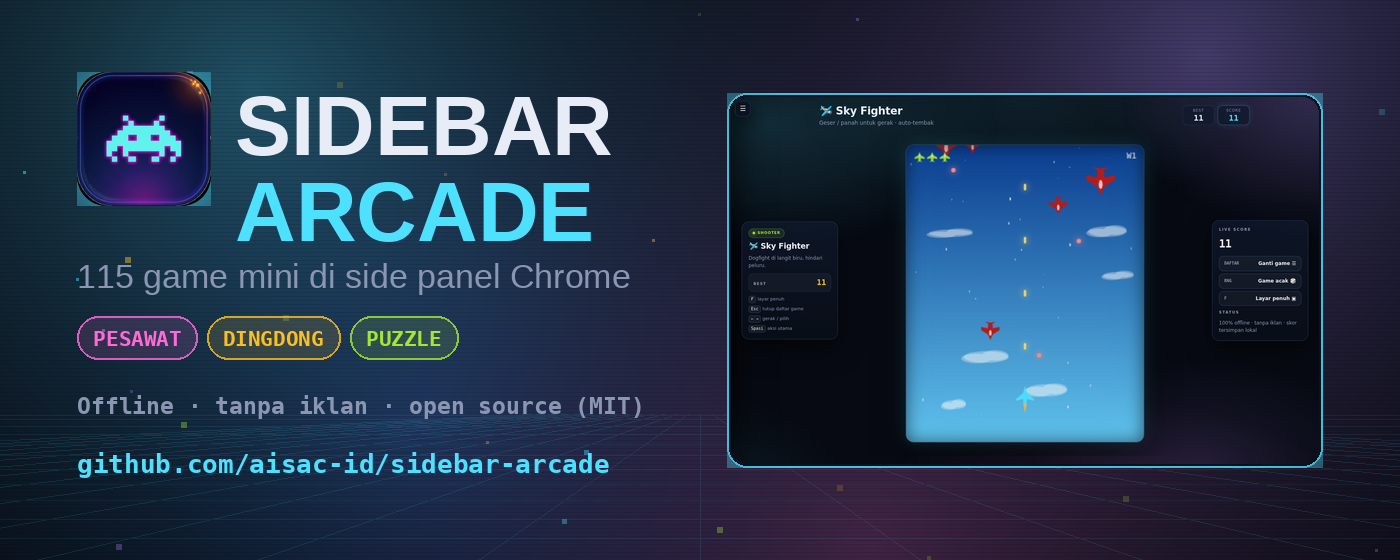 SIDEBAR
ARCADE
115 game mini di side panel Chrome
PESAWAT DINGDONG PUZZLE
Offline · tanpa iklan · open source (MIT)
github.com/aisac-id/sidebar-arcade
Sky Fighter
Geser / panah untuk gerak · auto-tembak
BEST
11
SCORE
11
W1
SHOOTER
Sky Fighter
Dogfight di langit biru, hindari
peluru.
BEST 11
F layar penuh
Esc tutup daftar game
← → gerak / pilih
Spasi aksi utama
LIVE SCORE
11
DAFTAR Ganti game
RNG Game acak
F Layar penuh
STATUS
100% offline · tanpa iklan · skor
tersimpan lokal